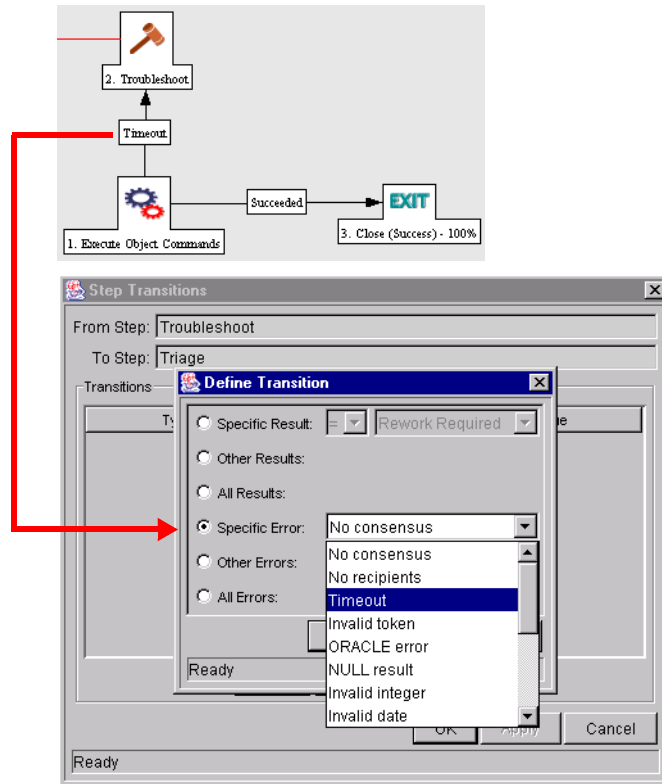 2. Troubleshoot
Timeout
Succeeded
EXIT
1. Execute Object Commands
3. Close (Success) - 100%
Step Transitions
From Step: Troubleshoot
To Step: Triage
Transitions
Define Transition
Specific Result: = Rework Required
Other Results:
All Results:
Specific Error: No consensus
Other Errors:
All Errors:
No consensus
No recipients
Timeout
Invalid token
ORACLE error
NULL result
Invalid integer
Invalid date
Ready
OK Apply Cancel
Ready